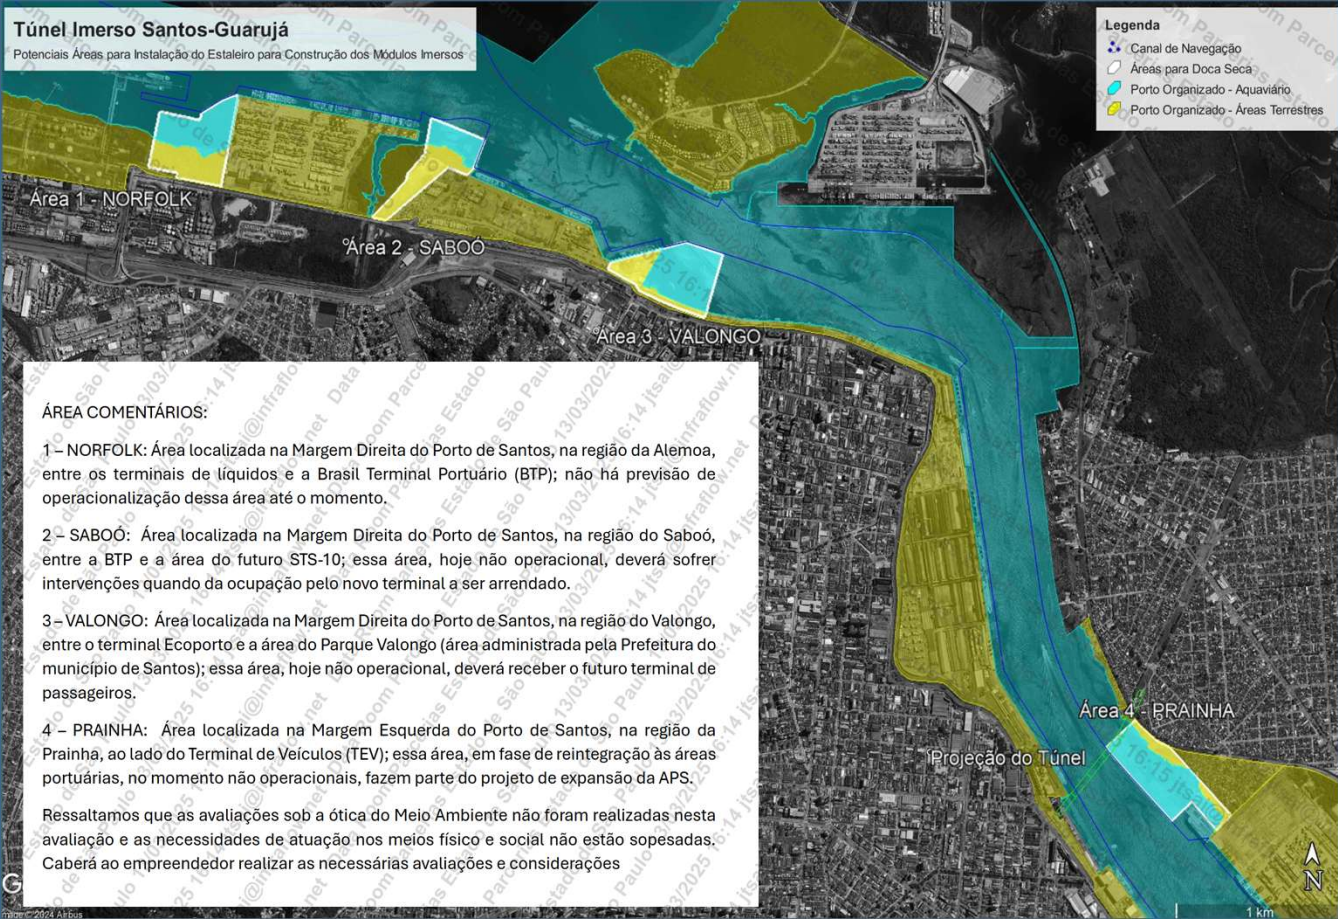 Túnel Imerso Santos-Guarujá
Potenciais Áreas para Instalação do Estaleiro para Construção dos Módulos Imersos
Legenda
Canal de Navegação
Áreas para Doca Seca
Porto Organizado - Aquaviário
Porto Organizado - Áreas Terrestres
Área 1 - NORFOLK
Área 2 - SABOÓ
Área 3 - VALONGO
ÁREA COMENTÁRIOS:
1 – NORFOLK: Área localizada na Margem Direita do Porto de Santos, na região da Alemoa,
entre os terminais de líquidos e a Brasil Terminal Portuário (BTP); não há previsão de
operacionalização dessa área até o momento.
2 – SABOÓ: Área localizada na Margem Direita do Porto de Santos, na região do Saboó,
entre a BTP e a área do futuro STS-10; essa área, hoje não operacional, deverá sofrer
intervenções quando da ocupação pelo novo terminal a ser arrendado.
3 – VALONGO: Área localizada na Margem Direita do Porto de Santos, na região do Valongo,
entre o terminal Ecoporto e a área do Parque Valongo (área administrada pela Prefeitura do
município de Santos); essa área, hoje não operacional, deverá receber o futuro terminal de
passageiros.
4 – PRAINHA: Área localizada na Margem Esquerda do Porto de Santos, na região da
Prainha, ao lado do Terminal de Veículos (TEV); essa área, em fase de reintegração às áreas
portuárias, no momento não operacionais, fazem parte do projeto de expansão da APS.
Ressaltamos que as avaliações sob a ótica do Meio Ambiente não foram realizadas nesta
avaliação e as necessidades de atuação nos meios físico e social não estão sopesadas.
Caberá ao empreendedor realizar as necessárias avaliações e considerações
Área 4 - PRAINHA
Projeção do Túnel
N
1 km
© 2024 Airbus